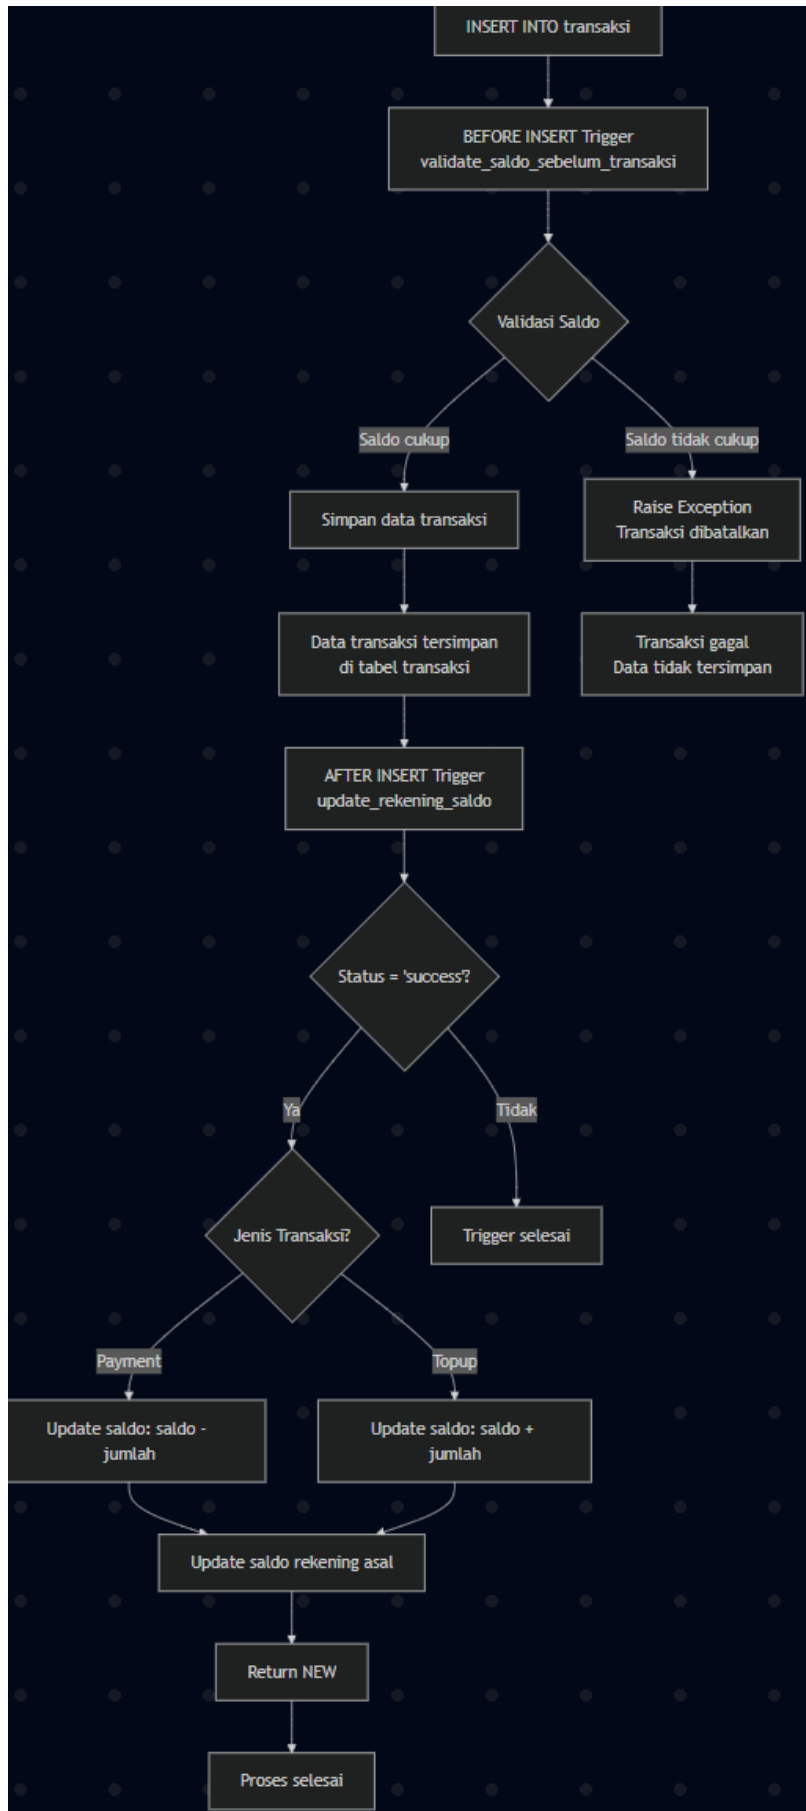 INSERT INTO transaksi
BEFORE INSERT Trigger
validate_saldo_sebelum_transaksi
Validasi Saldo
Saldo cukup
Saldo tidak cukup
Simpan data transaksi
Raise Exception
Transaksi dibatalkan
Data transaksi tersimpan
di tabel transaksi
Transaksi gagal
Data tidak tersimpan
AFTER INSERT Trigger
update_rekening_saldo
Status = 'success'?
Ya
Tidak
Jenis Transaksi?
Trigger selesai
Payment
Topup
Update saldo: saldo -
jumlah
Update saldo: saldo +
jumlah
Update saldo rekening asal
Return NEW
Proses selesai